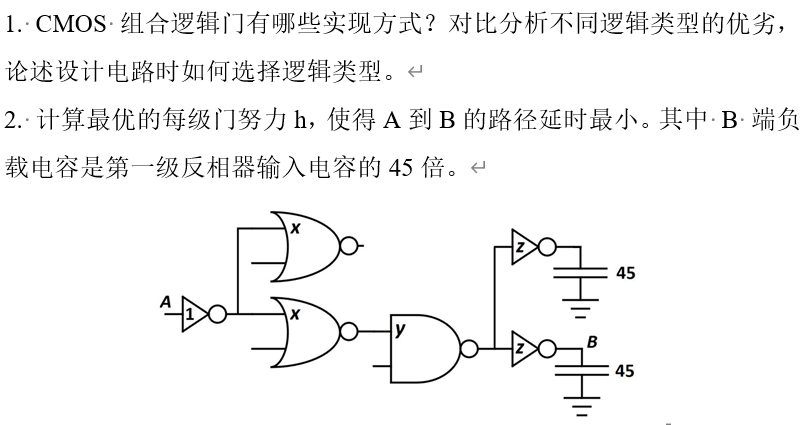 1. CMOS 组合逻辑门有哪些实现方式？对比分析不同逻辑类型的优劣，
论述设计电路时如何选择逻辑类型。
2. 计算最优的每级门努力 h，使得 A 到 B 的路径延时最小。其中 B 端负
载电容是第一级反相器输入电容的 45 倍。
x
z
45
A
1
x
y
z
B
45